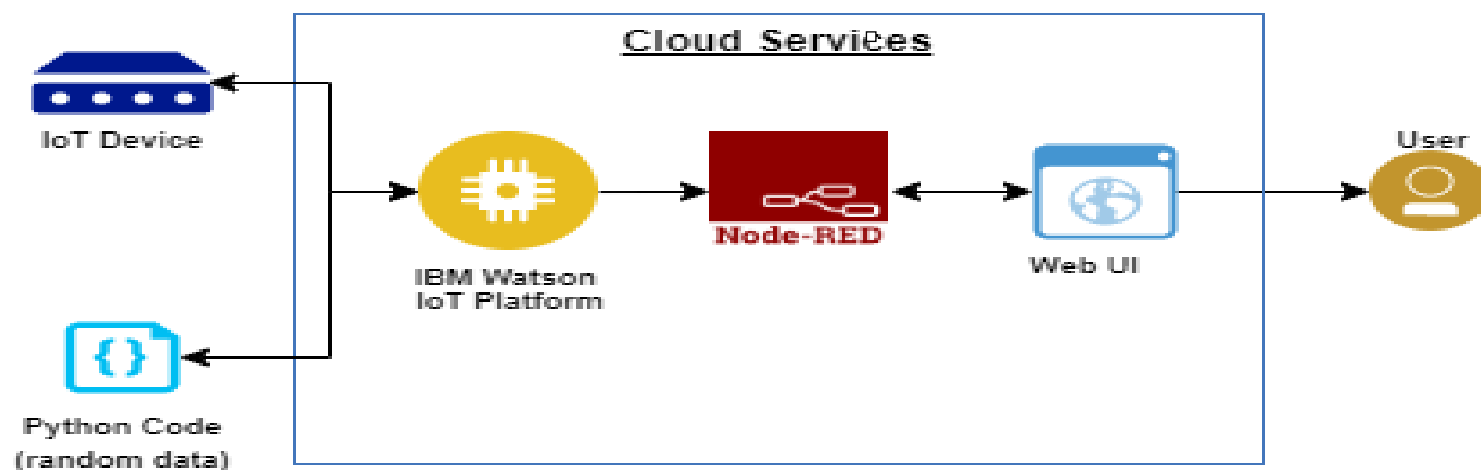 Cloud Services
IoT Device
User
Node-RED
IBM Watson
IoT Platform
Web UI
{ }
Python Code
(random data)